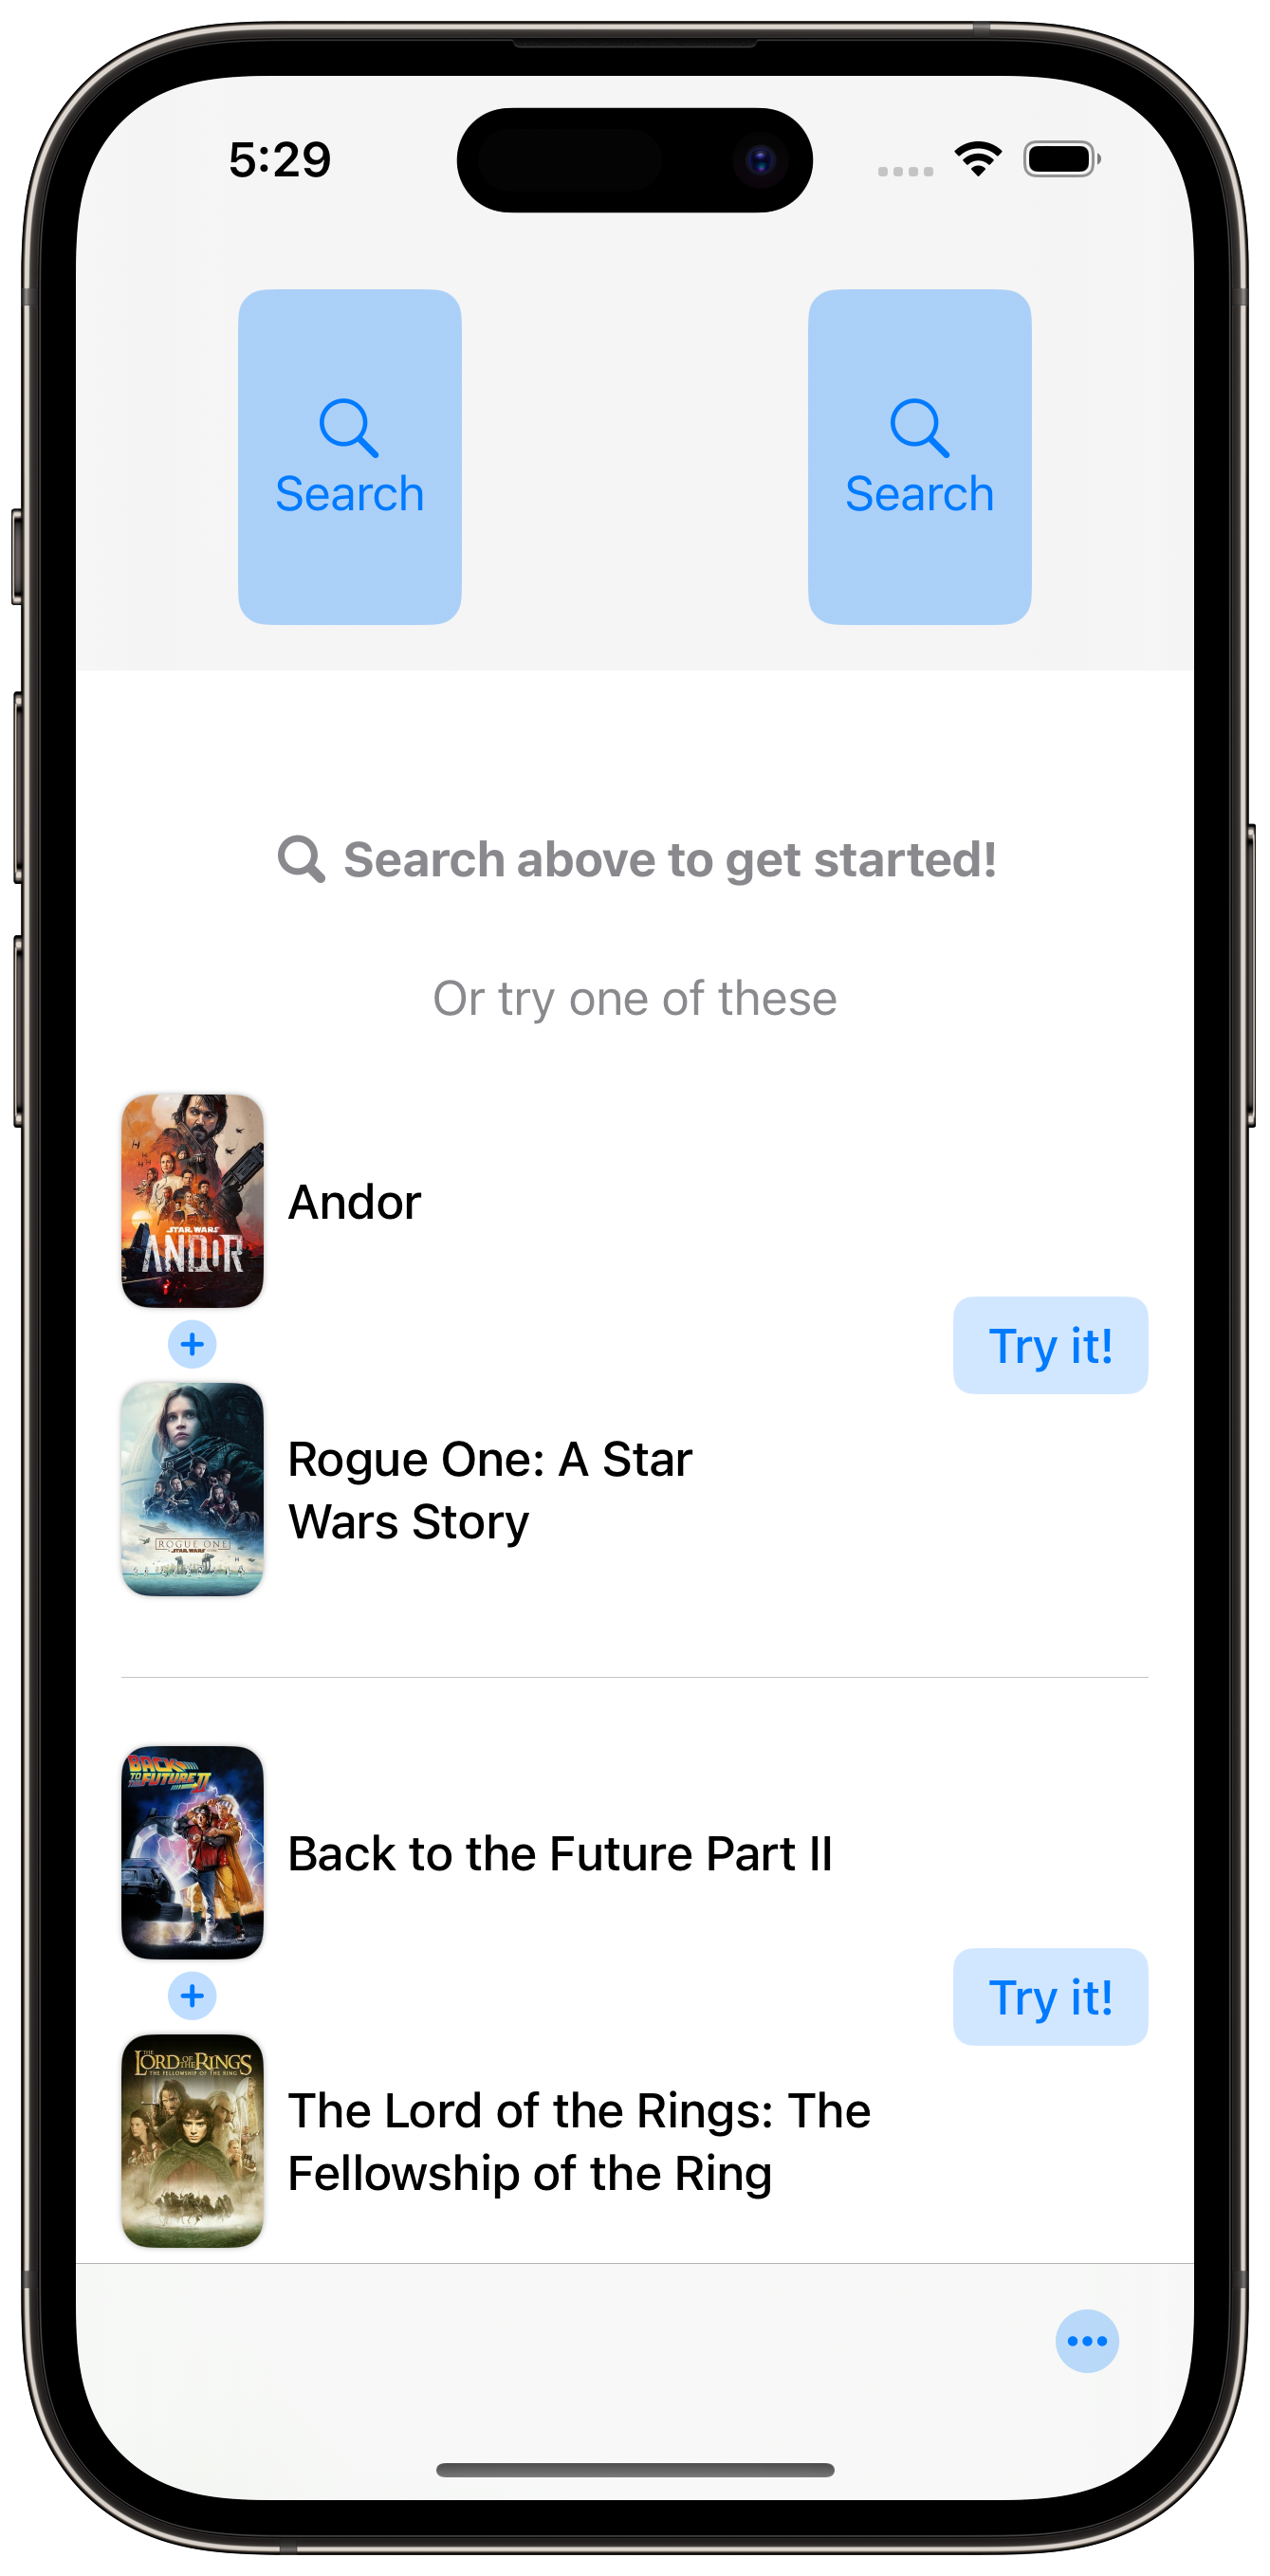 5:29
Search
Search
Search above to get started!
Or try one of these
STAR WARS
ANDOR
Andor
Try it!
ROGUE ONE
Rogue One: A Star
Wars Story
BACK
TO THE FUTURE II
Back to the Future Part II
Try it!
THE LORD OF THE RINGS
THE FELLOWSHIP OF THE RING
The Lord of the Rings: The
Fellowship of the Ring